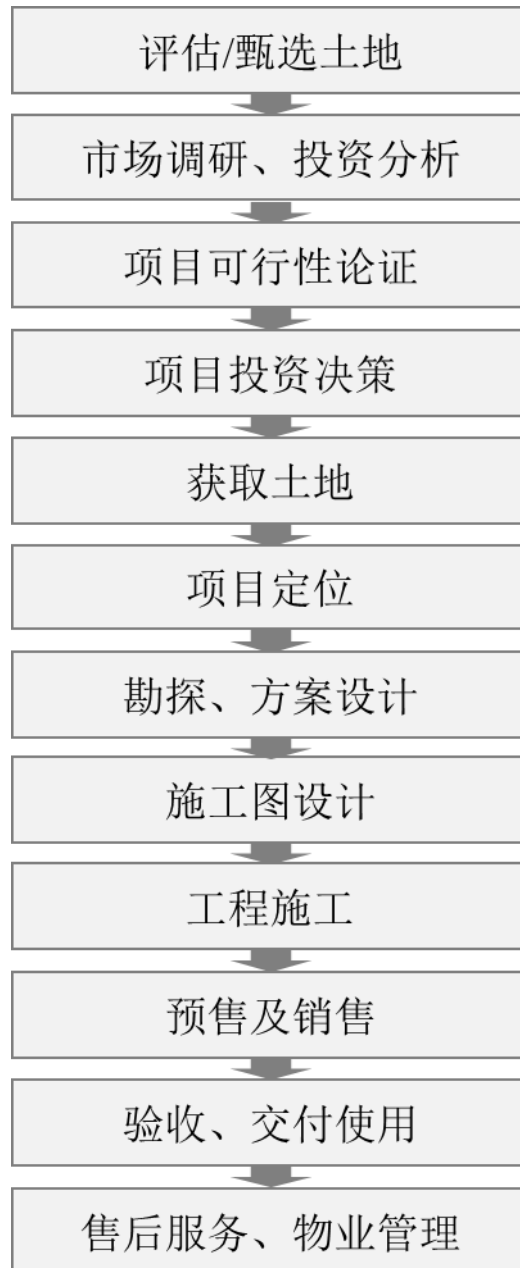 评估/甄选土地
市场调研、投资分析
项目可行性论证
项目投资决策
获取土地
项目定位
勘探、方案设计
施工图设计
工程施工
预售及销售
验收、交付使用
售后服务、物业管理